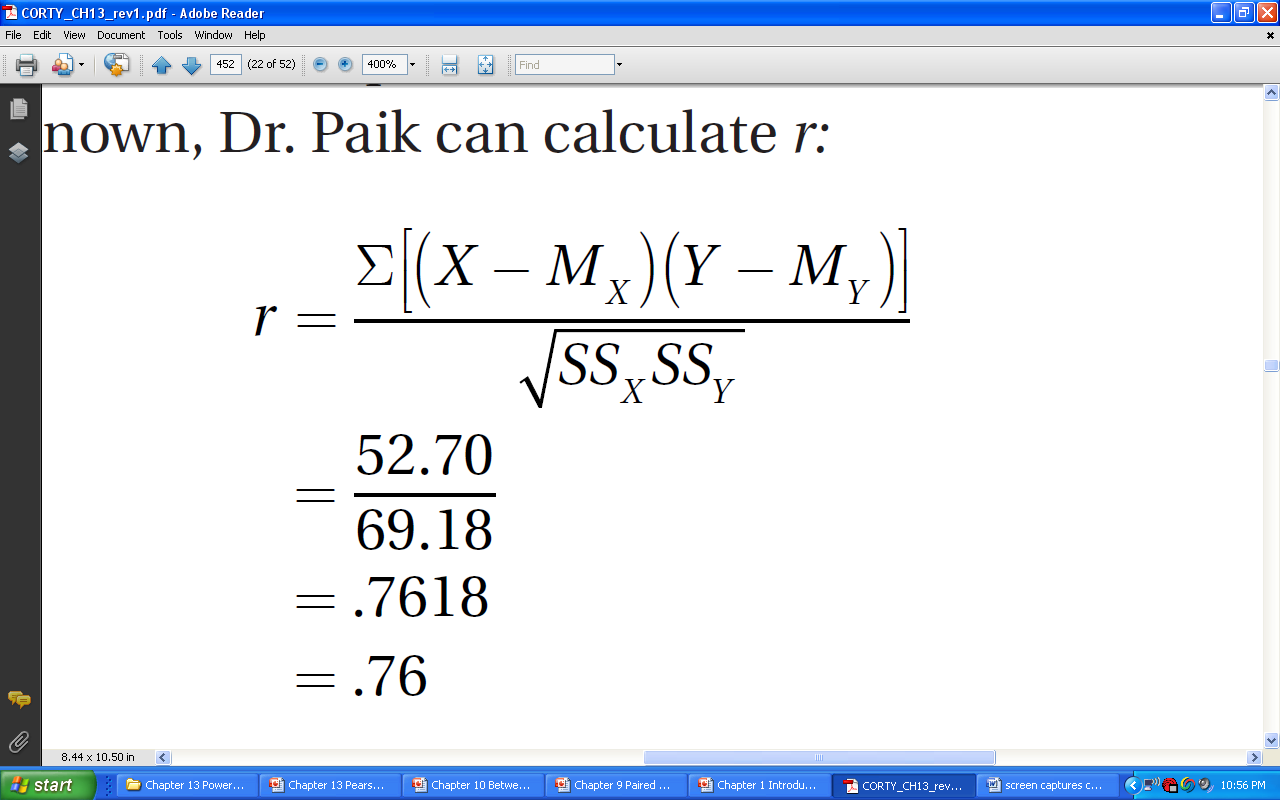 CORTY_CH13_rev1.pdf - Adobe Reader
File Edit View Document Tools Window Help
452 (22 of 52) 400% Find
nown, Dr. Paik can calculate r:
r = Σ[(X − M_X)(Y − M_Y)] / √SS_X SS_Y
= 52.70 / 69.18
= .7618
= .76
8.44 x 10.50 in
start Chapter 13 Power... Chapter 13 Pears... Chapter 10 Betwe... Chapter 9 Paired ... Chapter 1 Introdu... CORTY_CH13_rev... screen captures c... 10:56 PM